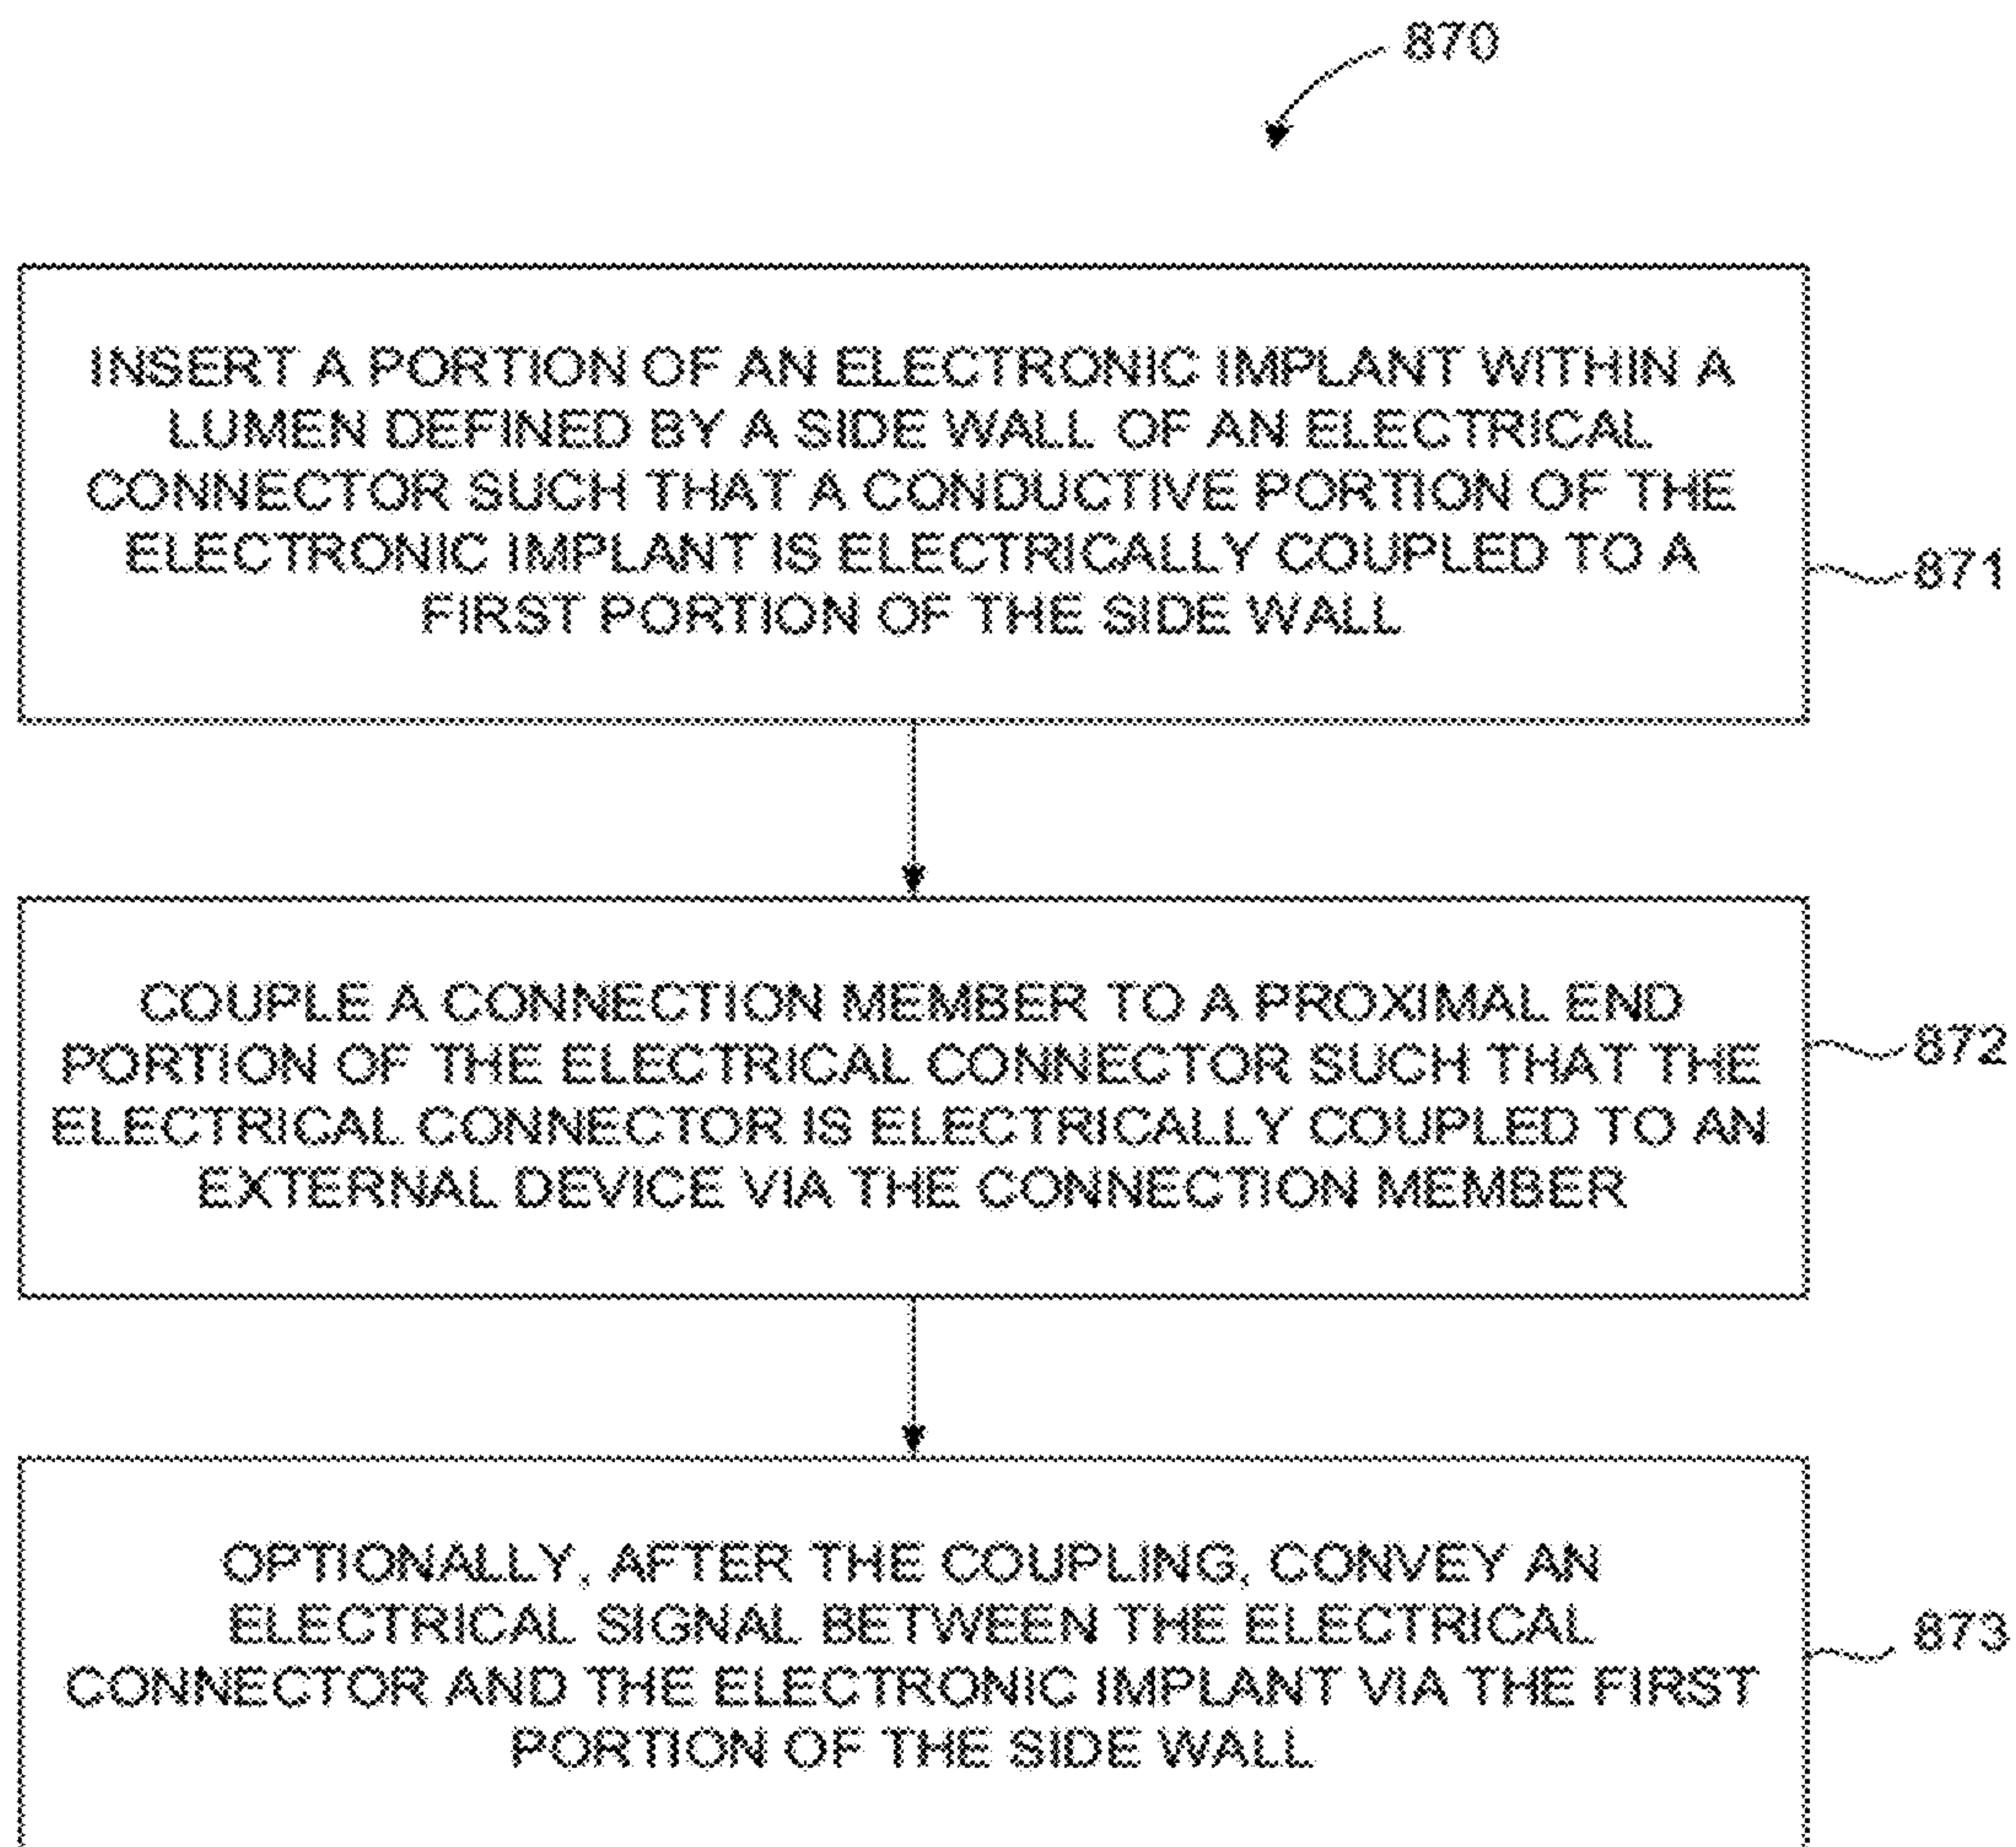 870
INSERT A PORTION OF AN ELECTRONIC IMPLANT WITHIN A
LUMEN DEFINED BY A SIDE WALL OF AN ELECTRICAL
CONNECTOR SUCH THAT A CONDUCTIVE PORTION OF THE
ELECTRONIC IMPLANT IS ELECTRICALLY COUPLED TO A
FIRST PORTION OF THE SIDE WALL
871
COUPLE A CONNECTION MEMBER TO A PROXIMAL END
PORTION OF THE ELECTRICAL CONNECTOR SUCH THAT THE
ELECTRICAL CONNECTOR IS ELECTRICALLY COUPLED TO AN
EXTERNAL DEVICE VIA THE CONNECTION MEMBER
872
OPTIONALLY, AFTER THE COUPLING, CONVEY AN
ELECTRICAL SIGNAL BETWEEN THE ELECTRICAL
CONNECTOR AND THE ELECTRONIC IMPLANT VIA THE FIRST
PORTION OF THE SIDE WALL
873